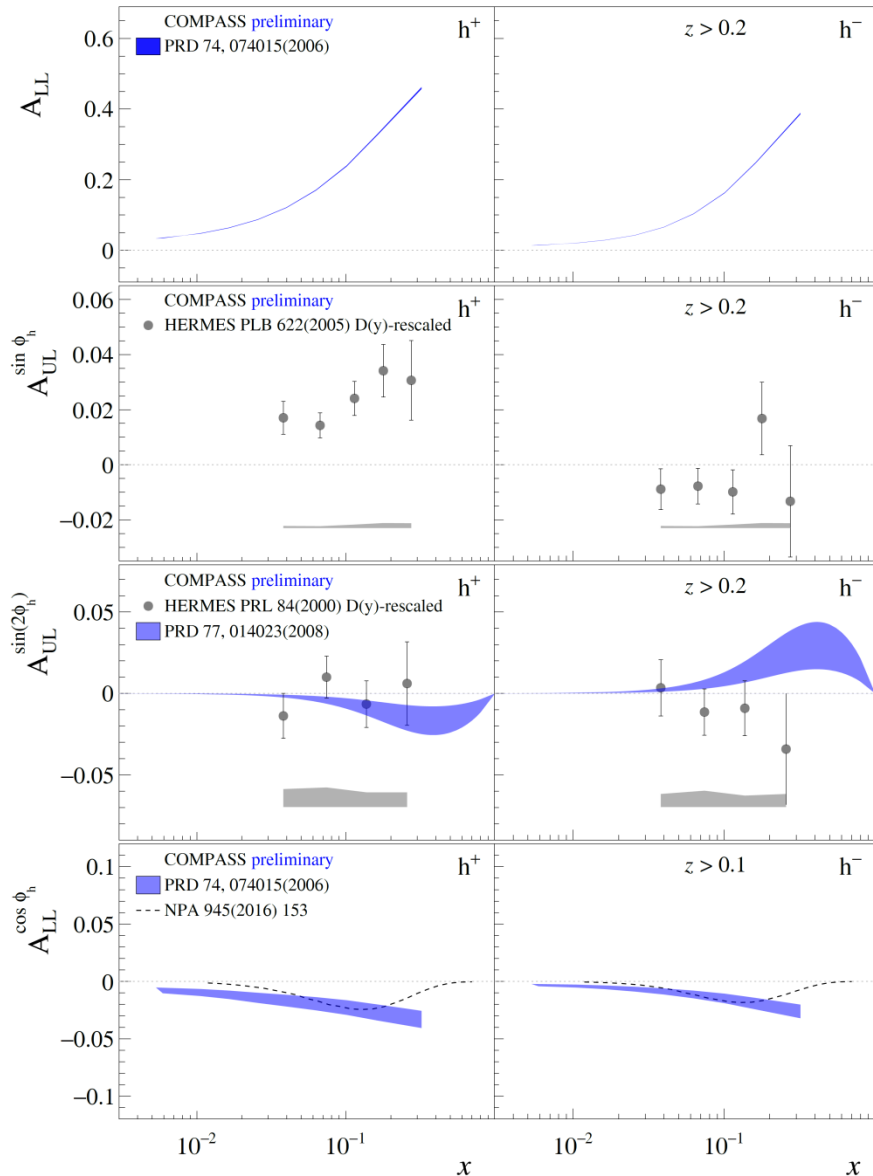 COMPASS preliminary
PRD 74, 074015(2006)
h+
z > 0.2
h−
A_LL
0.6
0.4
0.2
0
COMPASS preliminary
HERMES PLB 622(2005) D(y)-rescaled
h+
z > 0.2
h−
A_UL^sin ϕ_h
0.06
0.04
0.02
0
−0.02
COMPASS preliminary
HERMES PRL 84(2000) D(y)-rescaled
PRD 77, 014023(2008)
h+
z > 0.2
h−
A_UL^sin(2ϕ_h)
0.05
0
−0.05
COMPASS preliminary
PRD 74, 074015(2006)
NPA 945(2016) 153
h+
z > 0.1
h−
A_LL^cos ϕ_h
0.1
0.05
0
−0.05
−0.1
10−2
10−1
x
10−2
10−1
x